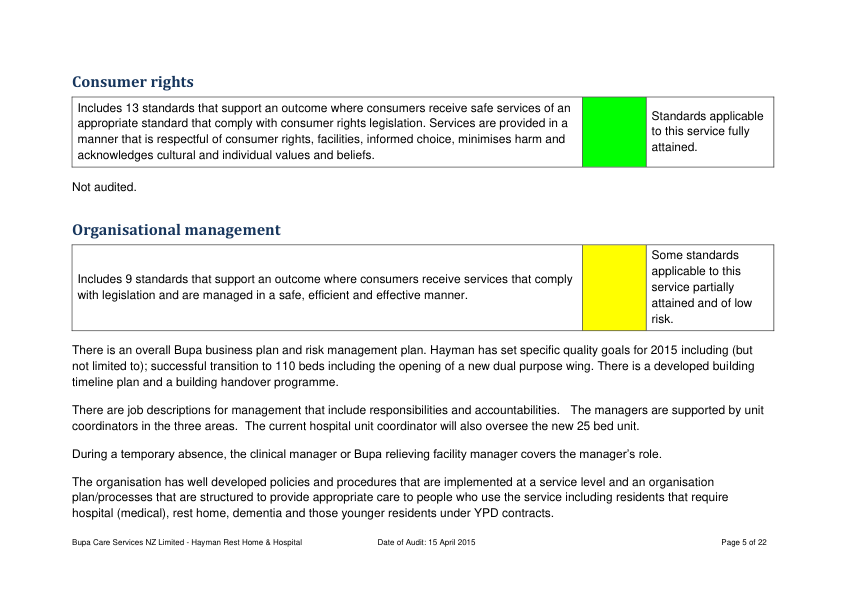 Consumer rights
Includes 13 standards that support an outcome where consumers receive safe services of an
appropriate standard that comply with consumer rights legislation. Services are provided in a
manner that is respectful of consumer rights, facilities, informed choice, minimises harm and
acknowledges cultural and individual values and beliefs.
Standards applicable
to this service fully
attained.
Not audited.
Organisational management
Includes 9 standards that support an outcome where consumers receive services that comply
with legislation and are managed in a safe, efficient and effective manner.
Some standards
applicable to this
service partially
attained and of low
risk.
There is an overall Bupa business plan and risk management plan. Hayman has set specific quality goals for 2015 including (but
not limited to); successful transition to 110 beds including the opening of a new dual purpose wing. There is a developed building
timeline plan and a building handover programme.
There are job descriptions for management that include responsibilities and accountabilities. The managers are supported by unit
coordinators in the three areas. The current hospital unit coordinator will also oversee the new 25 bed unit.
During a temporary absence, the clinical manager or Bupa relieving facility manager covers the manager's role.
The organisation has well developed policies and procedures that are implemented at a service level and an organisation
plan/processes that are structured to provide appropriate care to people who use the service including residents that require
hospital (medical), rest home, dementia and those younger residents under YPD contracts.
Bupa Care Services NZ Limited - Hayman Rest Home & Hospital Date of Audit: 15 April 2015 Page 5 of 22